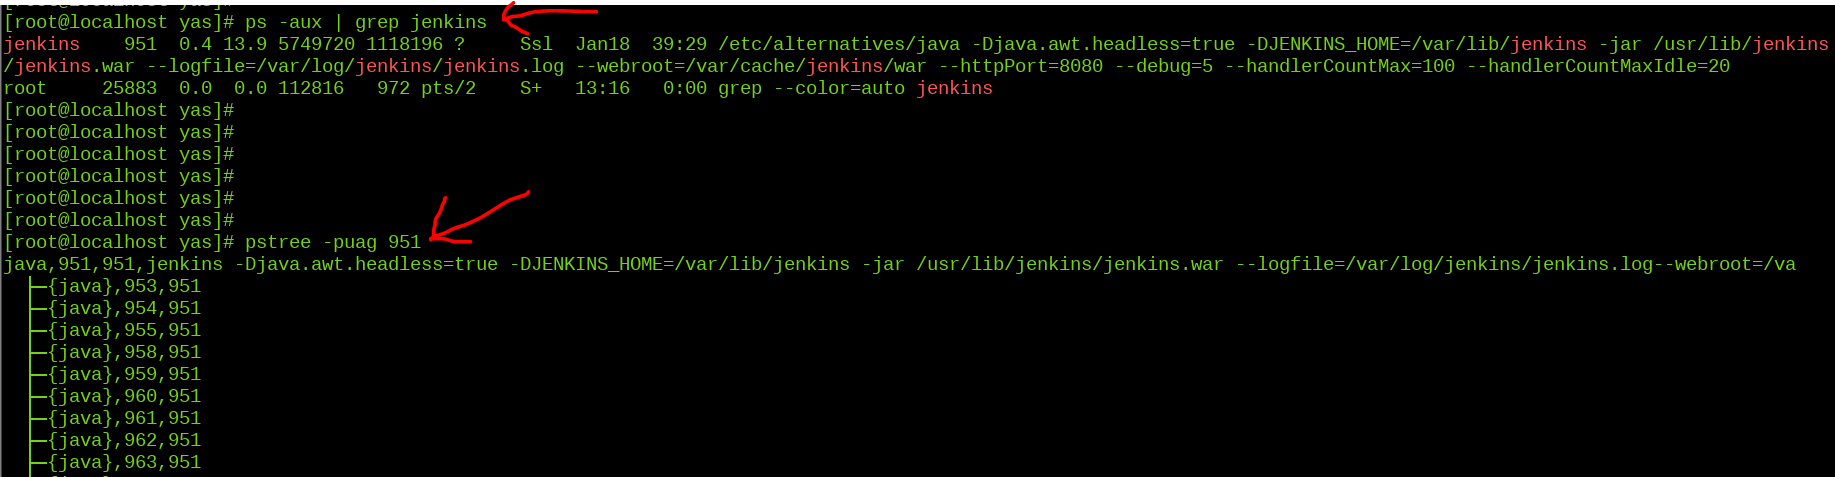 [root@localhost yas]#
[root@localhost yas]# ps -aux | grep jenkins
jenkins    951  0.4 13.9 5749720 1118196 ?     Ssl  Jan18  39:29 /etc/alternatives/java -Djava.awt.headless=true -DJENKINS_HOME=/var/lib/jenkins -jar /usr/lib/jenkins
/jenkins.war --logfile=/var/log/jenkins/jenkins.log --webroot=/var/cache/jenkins/war --httpPort=8080 --debug=5 --handlerCountMax=100 --handlerCountMaxIdle=20
root     25883  0.0  0.0 112816   972 pts/2    S+   13:16   0:00 grep --color=auto jenkins
[root@localhost yas]#
[root@localhost yas]#
[root@localhost yas]#
[root@localhost yas]#
[root@localhost yas]#
[root@localhost yas]#
[root@localhost yas]# pstree -puag 951
java,951,951,jenkins -Djava.awt.headless=true -DJENKINS_HOME=/var/lib/jenkins -jar /usr/lib/jenkins/jenkins.war --logfile=/var/log/jenkins/jenkins.log--webroot=/va
├─{java},953,951
├─{java},954,951
├─{java},955,951
├─{java},958,951
├─{java},959,951
├─{java},960,951
├─{java},961,951
├─{java},962,951
├─{java},963,951